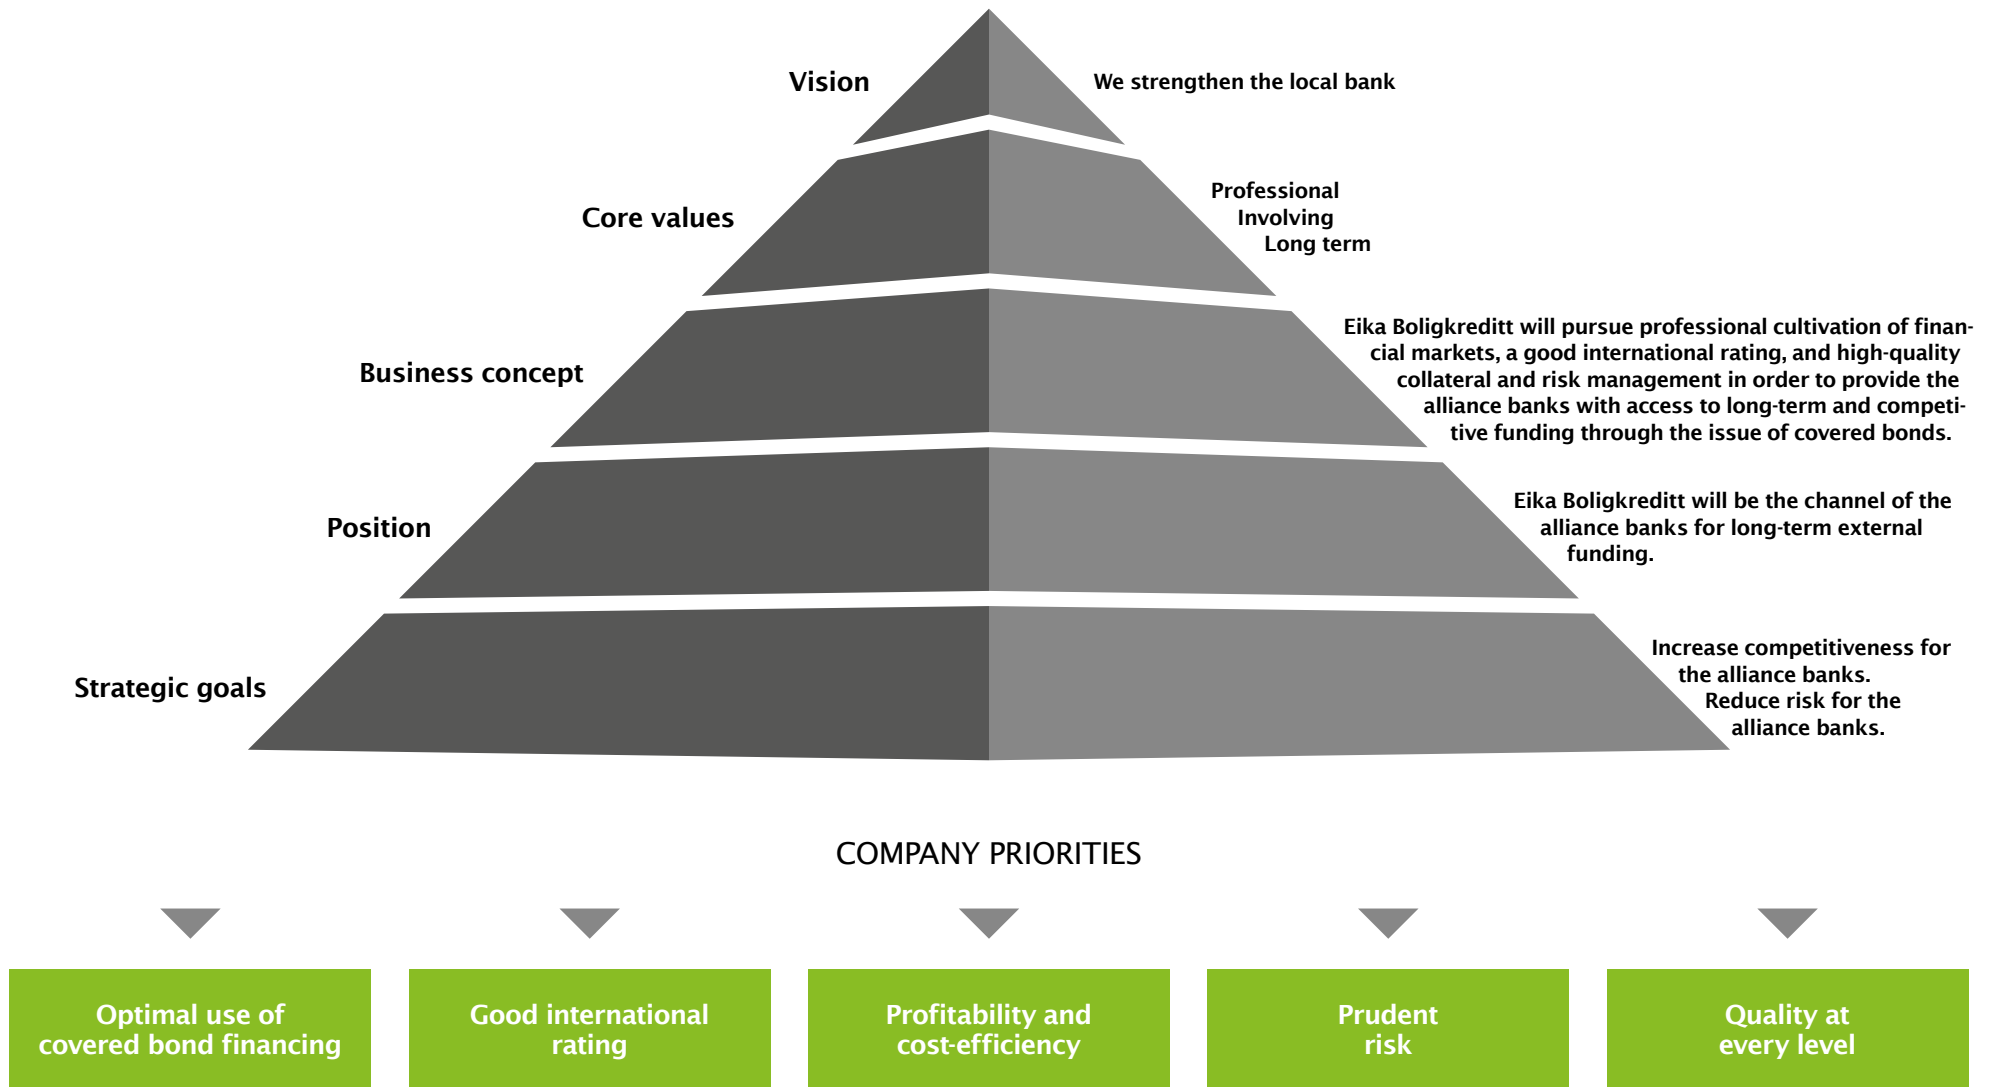 Vision
We strengthen the local bank
Core values
Professional
Involving
Long term
Business concept
Eika Boligkreditt will pursue professional cultivation of finan-
cial markets, a good international rating, and high-quality
collateral and risk management in order to provide the
alliance banks with access to long-term and competi-
tive funding through the issue of covered bonds.
Position
Eika Boligkreditt will be the channel of the
alliance banks for long-term external
funding.
Strategic goals
Increase competitiveness for
the alliance banks.
Reduce risk for the
alliance banks.
COMPANY PRIORITIES
Optimal use of
covered bond financing
Good international
rating
Profitability and
cost-efficiency
Prudent
risk
Quality at
every level